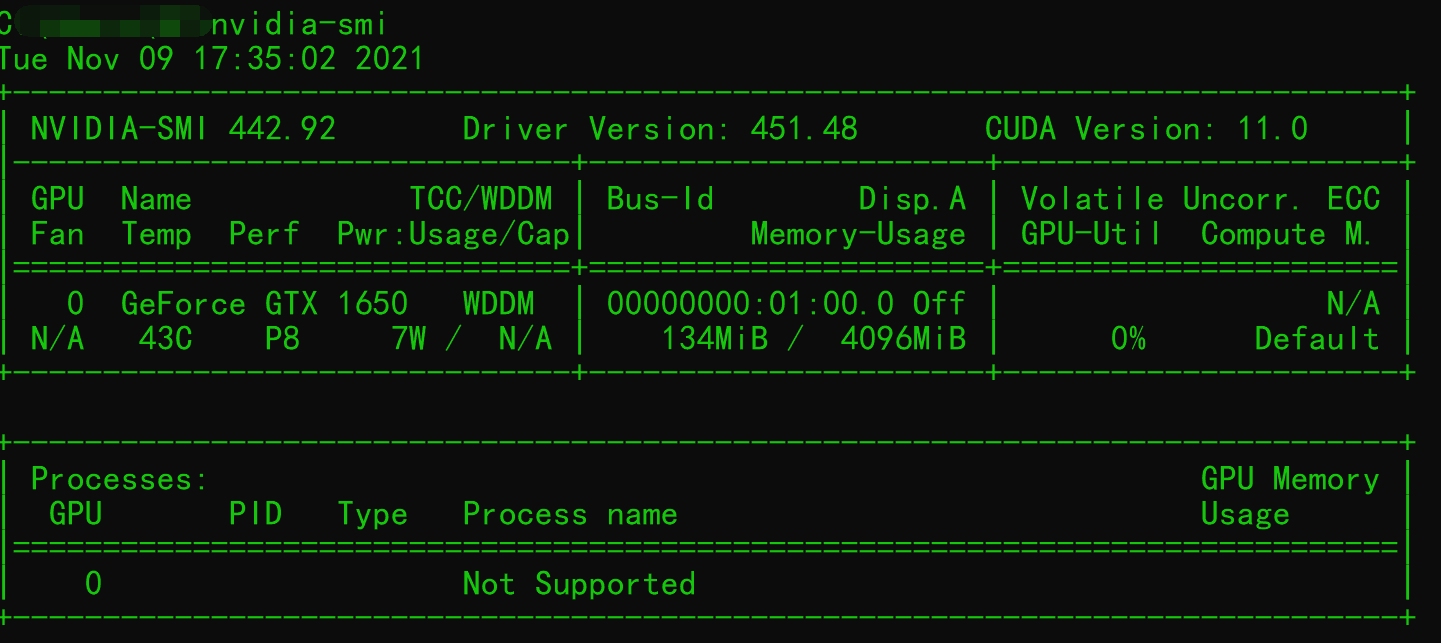 C nvidia-smi
Tue Nov 09 17:35:02 2021
+-----------------------------------------------------------------------------+
| NVIDIA-SMI 442.92       Driver Version: 451.48       CUDA Version: 11.0     |
|-------------------------------+----------------------+----------------------+
| GPU  Name            TCC/WDDM | Bus-Id        Disp.A | Volatile Uncorr. ECC |
| Fan  Temp  Perf  Pwr:Usage/Cap|         Memory-Usage | GPU-Util  Compute M. |
|===============================+======================+======================|
|   0  GeForce GTX 1650   WDDM  | 00000000:01:00.0 Off |                  N/A |
| N/A   43C    P8     7W /  N/A |    134MiB /  4096MiB |      0%      Default |
+-------------------------------+----------------------+----------------------+
+-----------------------------------------------------------------------------+
| Processes:                                                       GPU Memory |
|  GPU       PID   Type   Process name                             Usage      |
|=============================================================================|
|    0                    Not Supported                                       |
+-----------------------------------------------------------------------------+